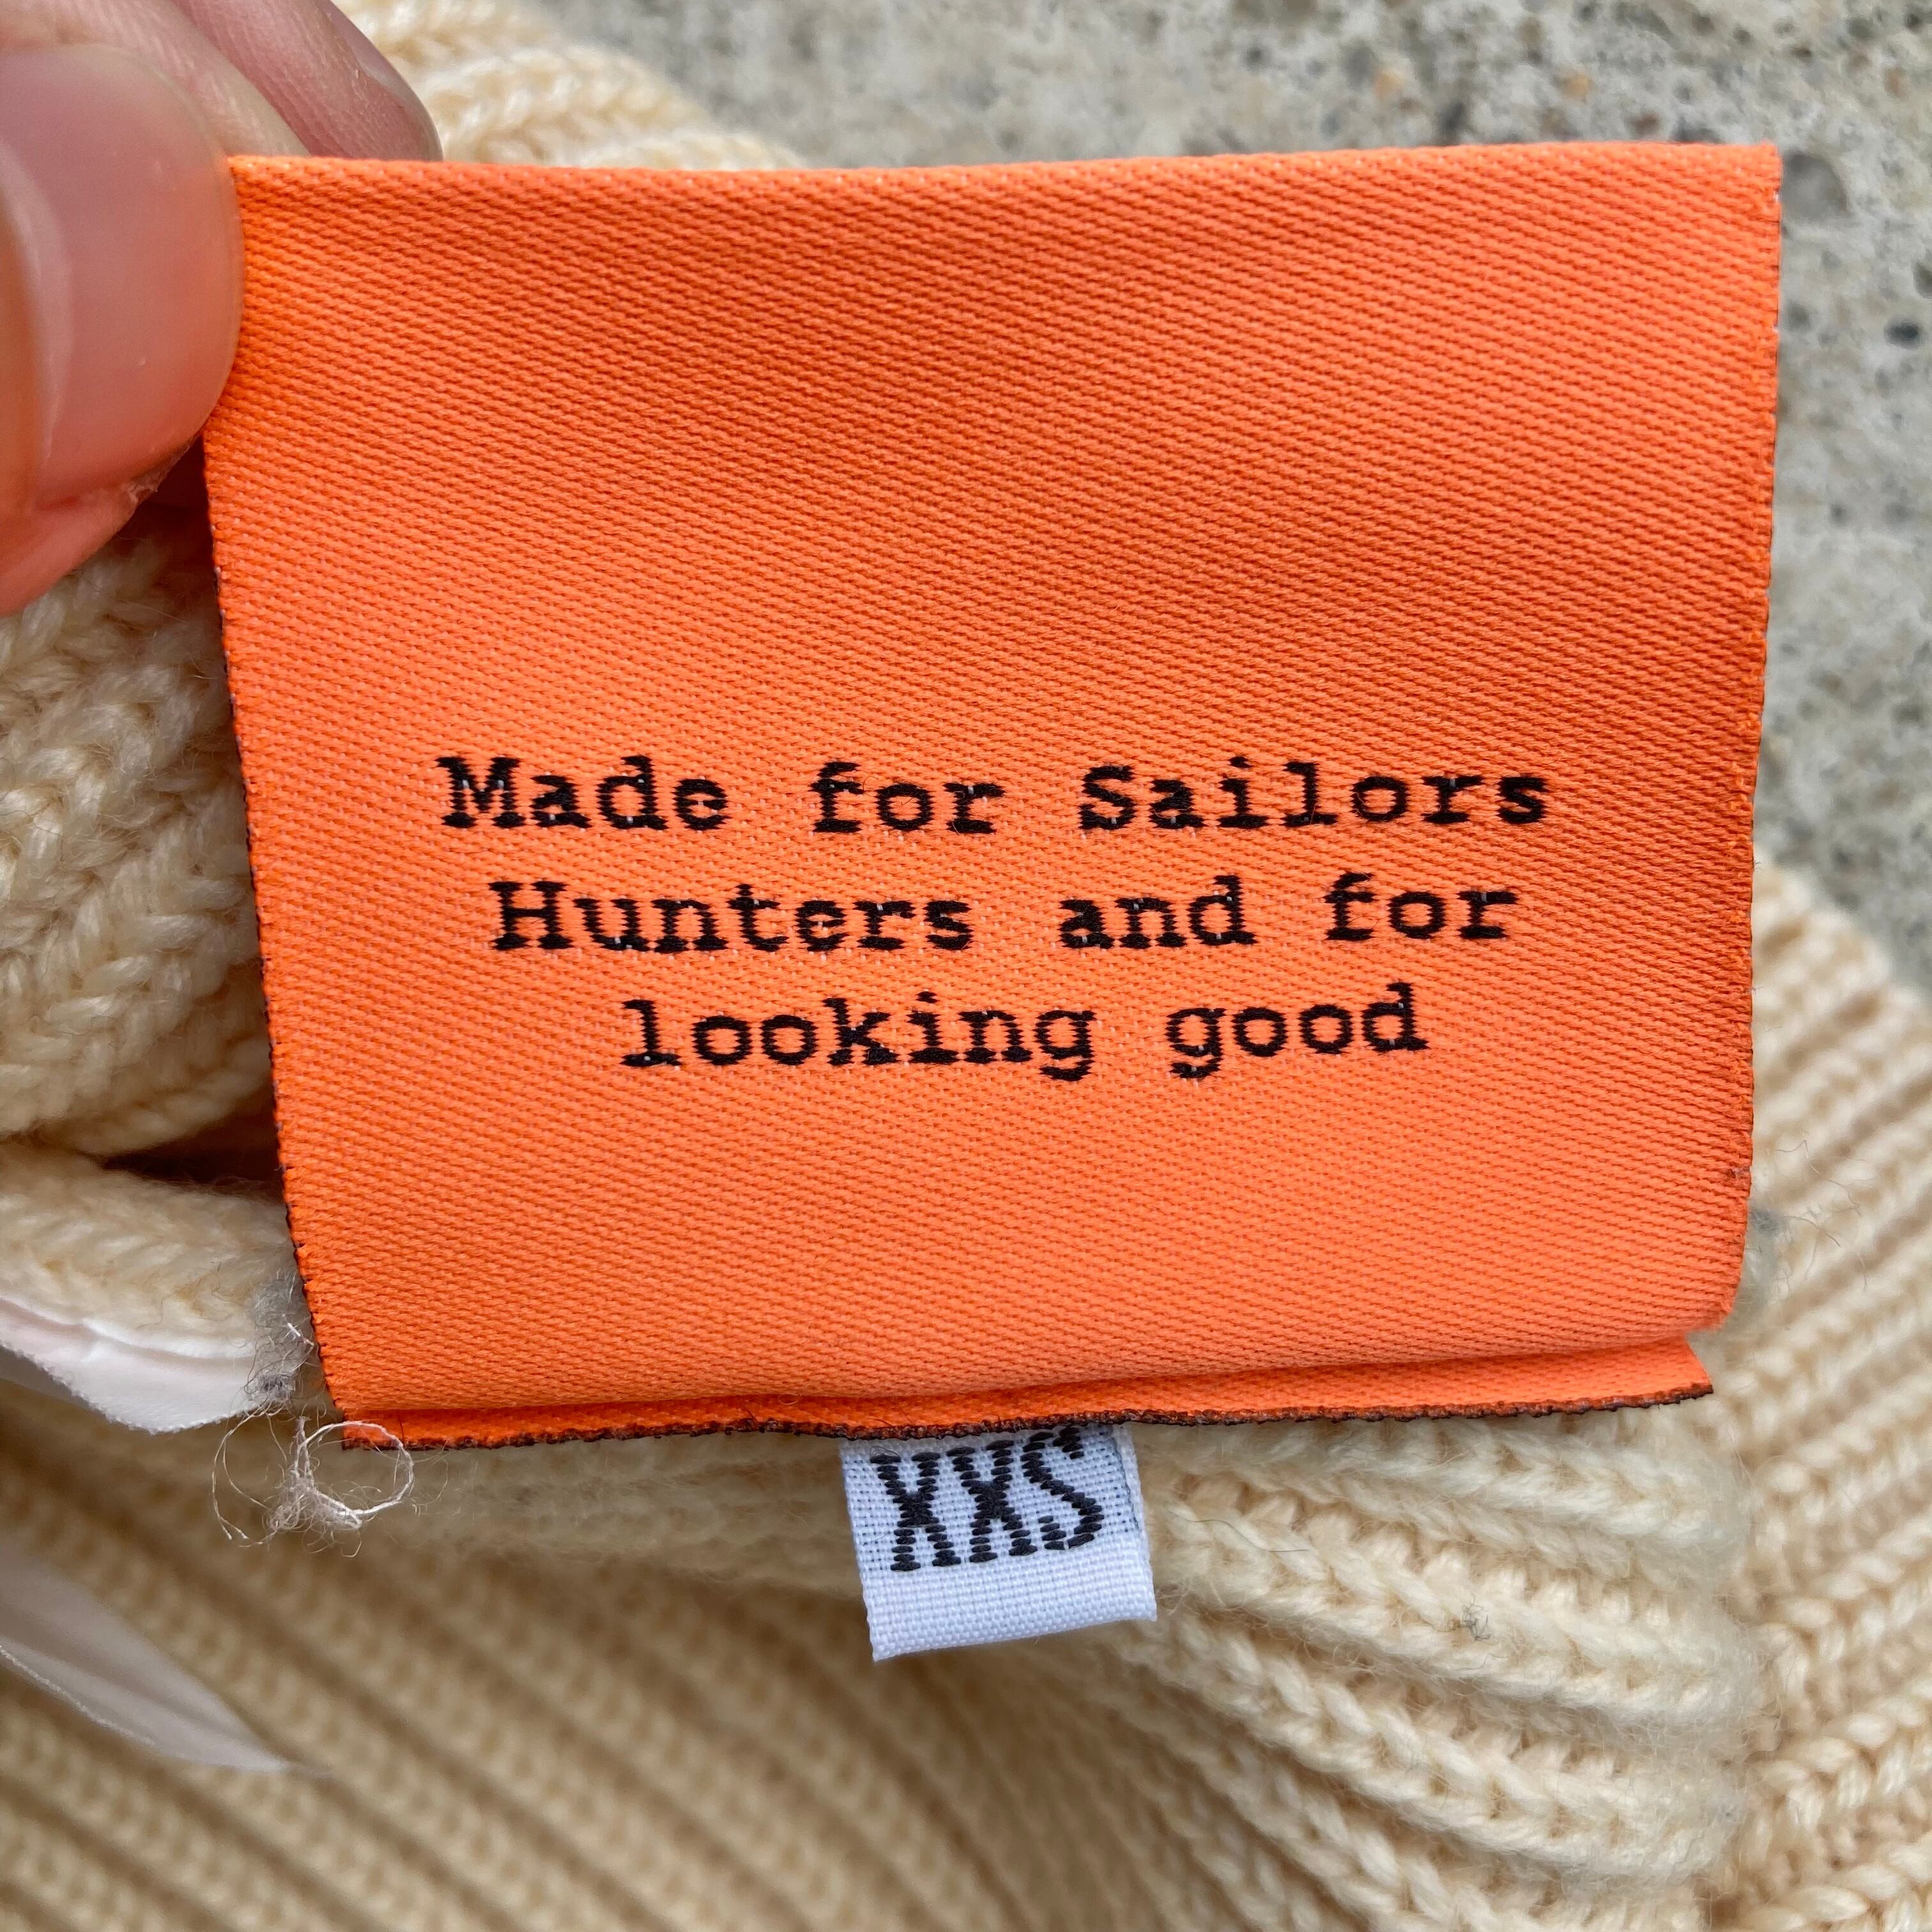 Made for Sailors
Hunters and for
looking good
XXS